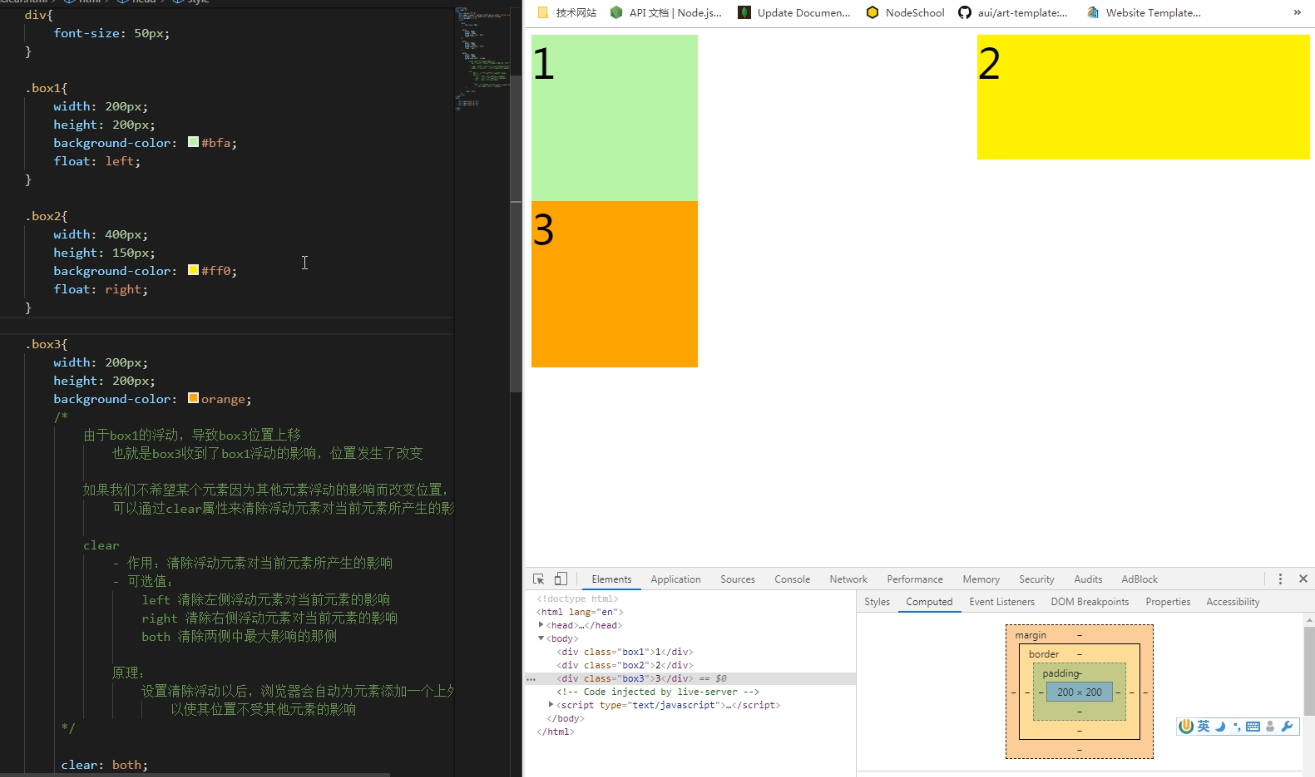 div{
font-size: 50px;
}
.box1{
width: 200px;
height: 200px;
background-color: #bfa;
float: left;
}
.box2{
width: 400px;
height: 150px;
background-color: #ff0;
float: right;
}
.box3{
width: 200px;
height: 200px;
background-color: orange;
/*
由于box1的浮动，导致box3位置上移
也就是box3收到了box1浮动的影响，位置发生了改变
如果我们不希望某个元素因为其他元素浮动的影响而改变位置，
可以通过clear属性来清除浮动元素对当前元素所产生的影
clear
- 作用：清除浮动元素对当前元素所产生的影响
- 可选值：
left 清除左侧浮动元素对当前元素的影响
right 清除右侧浮动元素对当前元素的影响
both 清除两侧中最大影响的那侧
原理：
设置清除浮动以后，浏览器会自动为元素添加一个上外
以使其位置不受其他元素的影响
*/
clear: both;
技术网站 API 文档 | Node.js... Update Documen... NodeSchool aui/art-template:... Website Template... »
1
2
3
Elements Application Sources Console Network Performance Memory Security Audits AdBlock
<!doctype html>
<html lang="en">
<head>…</head>
<body>
<div class="box1">1</div>
<div class="box2">2</div>
<div class="box3">3</div> == $0
<!-- Code injected by live-server -->
<script type="text/javascript">…</script>
</body>
</html>
Styles Computed Event Listeners DOM Breakpoints Properties Accessibility
margin –
border –
padding –
200 × 200
英